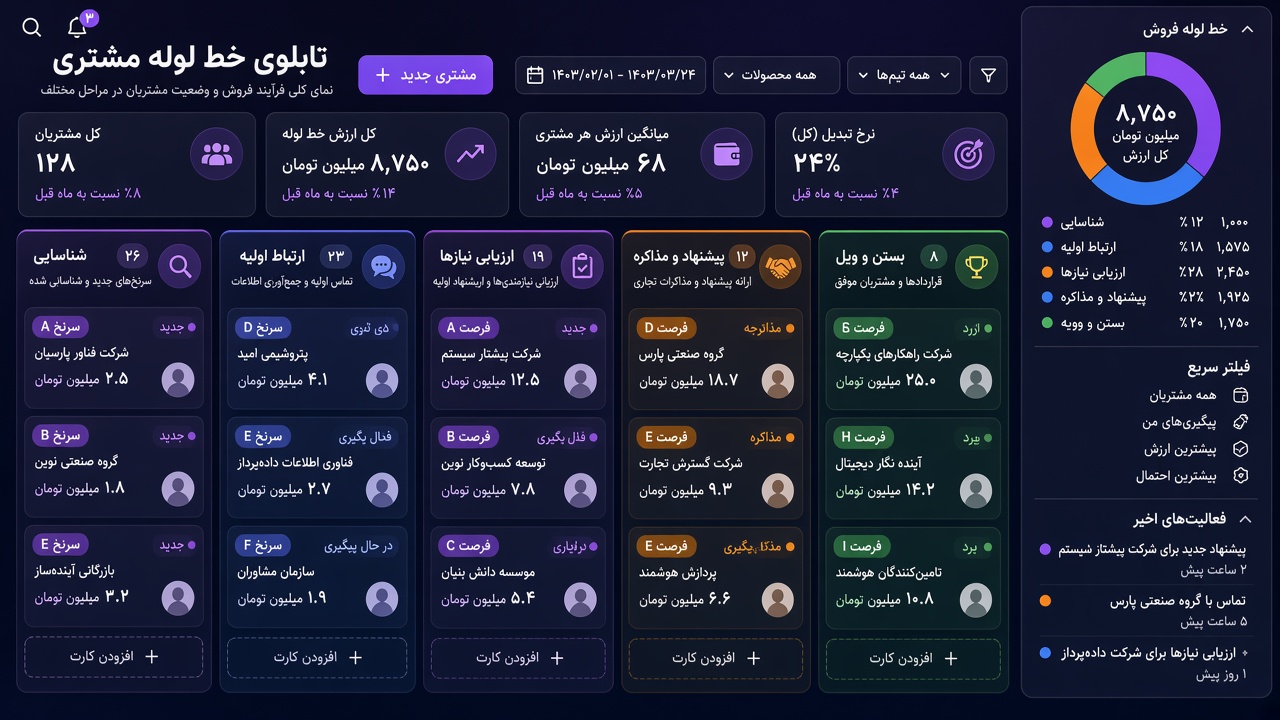 ۳
تابلوی خط لوله مشتری
نمای کلی فرآیند فروش و وضعیت مشتریان در مراحل مختلف
مشتری جدید +
۱۴۰۳/۰۲/۰۱ - ۱۴۰۳/۰۳/۲۴
همه محصولات
همه تیم‌ها
کل مشتریان
۱۲۸
۸٪ نسبت به ماه قبل
کل ارزش خط لوله
۸,۷۵۰ میلیون تومان
۱۴٪ نسبت به ماه قبل
میانگین ارزش هر مشتری
۶۸ میلیون تومان
۵٪ نسبت به ماه قبل
نرخ تبدیل (کل)
۲۴%
۴٪ نسبت به ماه قبل
شناسایی ۲۶
سرنخ‌های جدید و شناسانی شده
سرنخ A جدید
شرکت فناور پارسیان
۲.۵ میلیون تومان
سرنخ B جدید
گروه صنعتی نوین
۱.۸ میلیون تومان
سرنخ E جدید
بازرگانی آینده‌ساز
۳.۲ میلیون تومان
افزودن کارت +
ارتباط اولیه ۲۳
تماس اولیه و جمع‌آوری اطلاعات
سرنخ D
پتروشیمی امید
۴.۱ میلیون تومان
سرنخ E فعال یگیری
فناوری اطلاعات داده‌پرداز
۲.۷ میلیون تومان
سرنخ F در حال پیگیری
سازمان مشاوران
۱.۹ میلیون تومان
افزودن کارت +
ارزیابی نیازها ۱۹
ارزیابی نیازمندی‌ها و اریشنهاد اولیه
فرصت A جدید
شرکت پیشتار سیستم
۱۲.۵ میلیون تومان
فرصت B
توسعه کسب‌وکار نوین
۷.۸ میلیون تومان
فرصت C
موسسه دانش بنیان
۵.۴ میلیون تومان
افزودن کارت +
پیشنهاد و مذاکره ۱۲
ارائه پیشنهاد و مذاکرات تجاری
فرصت D
گروه صنعتی پارس
۱۸.۷ میلیون تومان
فرصت E مذاکره
شرکت گسترش تجارت
۹.۳ میلیون تومان
فرصت E
پردازش هوشمند
۶.۶ میلیون تومان
افزودن کارت +
بستن و ویل ۸
قراردادها و مشتریان موفق
فرصت
شرکت راهکارهای یکپارچه
۲۵.۰ میلیون تومان
فرصت H
آینده نگار دیجیتال
۱۴.۲ میلیون تومان
فرصت I برد
تامین‌کنندگان هوشمند
۱۰.۸ میلیون تومان
افزودن کارت +
خط لوله فروش
۸,۷۵۰
میلیون تومان
کل ارزش
شناسایی ۱۲٪ ۱,۰۰۰
ارتباط اولیه ۱۸٪ ۱,۵۷۵
ارزیابی نیازها ۲۸٪ ۲,۴۵۰
پیشنهاد و مذاکره ٪۲٪ ۱,۹۲۵
بستن و وویه ۲۰٪ ۱,۷۵۰
فیلتر سریع
همه مشتریان
پیگیری‌های من
پیشترین ارزش
بیشترین احتمال
فعالیت‌های اخیر
پیشنهاد جدید برای شرکت پیشتاز شیستم
۲ ساعت پیش
تماس با گروه صنعتی پارس
۵ ساعت پیش
ارزیابی نیازها برای شرکت داده‌پرداز
۱ روز پیش